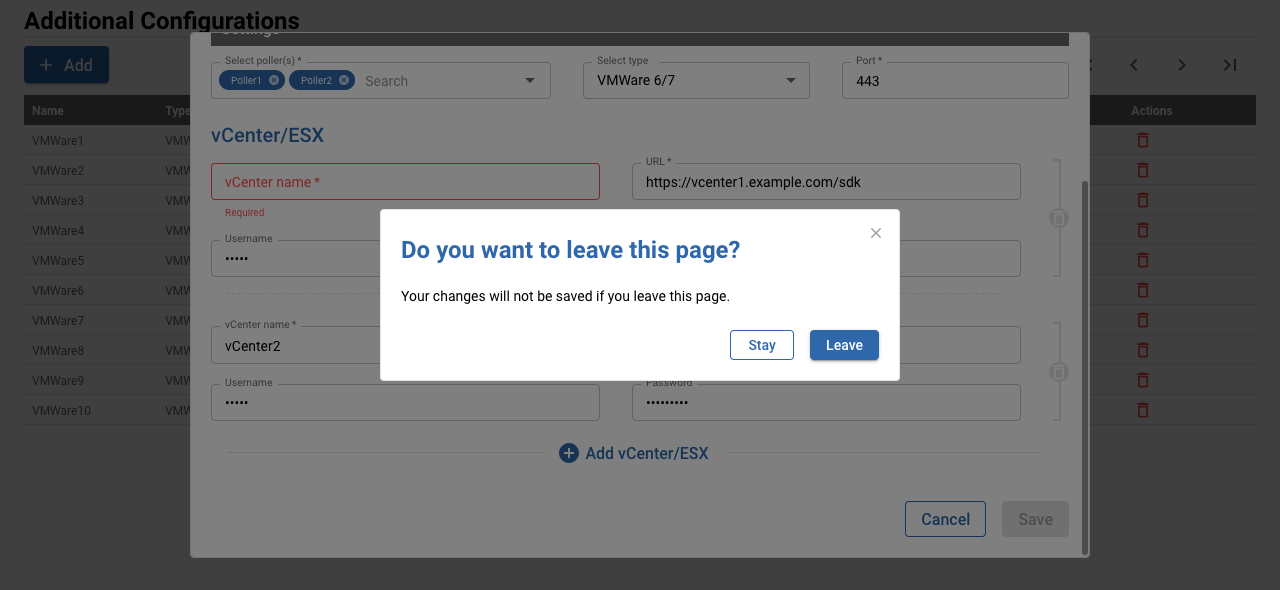 Additional Configurations
Settings
+ Add
Select poller(s) *
Poller1
Poller2
Search
Select type
VMWare 6/7
Port *
443
Name
Type
Actions
vCenter/ESX
VMWare1
VMW
VMWare2
VMW
VMWare3
VMW
VMWare4
VMW
VMWare5
VMW
VMWare6
VMW
VMWare7
VMW
VMWare8
VMW
VMWare9
VMW
VMWare10
VMW
vCenter name *
Required
URL *
https://vcenter1.example.com/sdk
Username
•••••
Do you want to leave this page?
Your changes will not be saved if you leave this page.
Stay
Leave
vCenter name *
vCenter2
Username
•••••
Password
•••••••••
Add vCenter/ESX
Cancel
Save